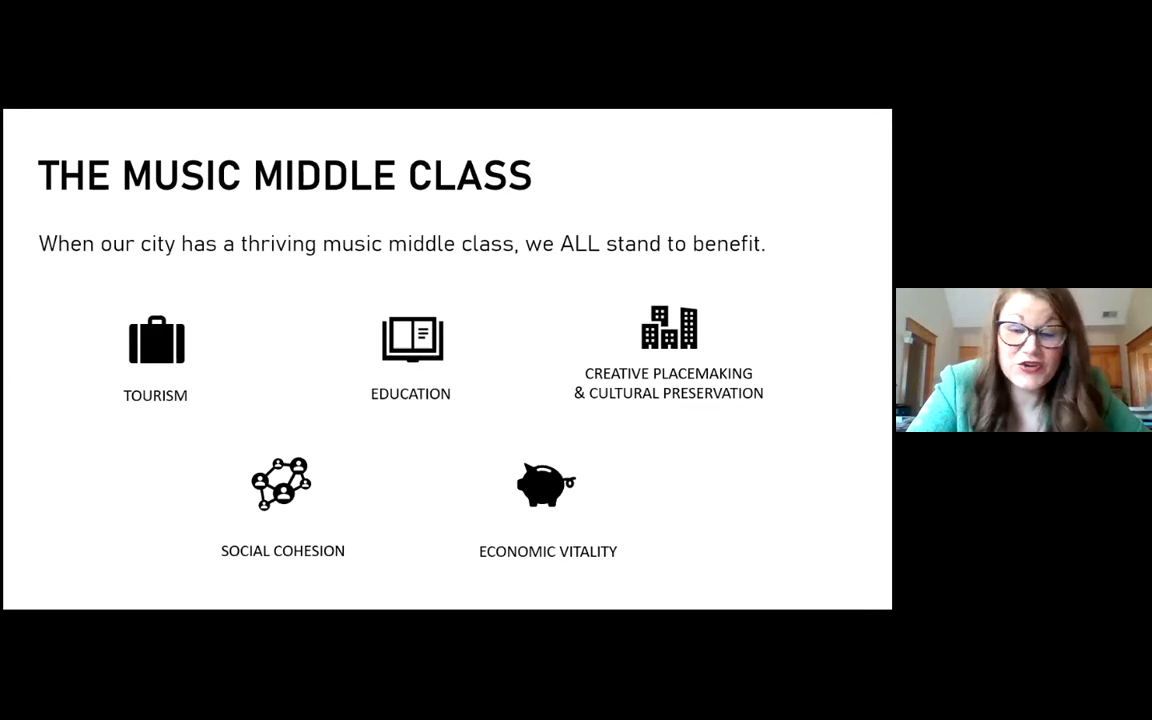 THE MUSIC MIDDLE CLASS
When our city has a thriving music middle class, we ALL stand to benefit.
TOURISM
EDUCATION
CREATIVE PLACEMAKING
& CULTURAL PRESERVATION
SOCIAL COHESION
ECONOMIC VITALITY